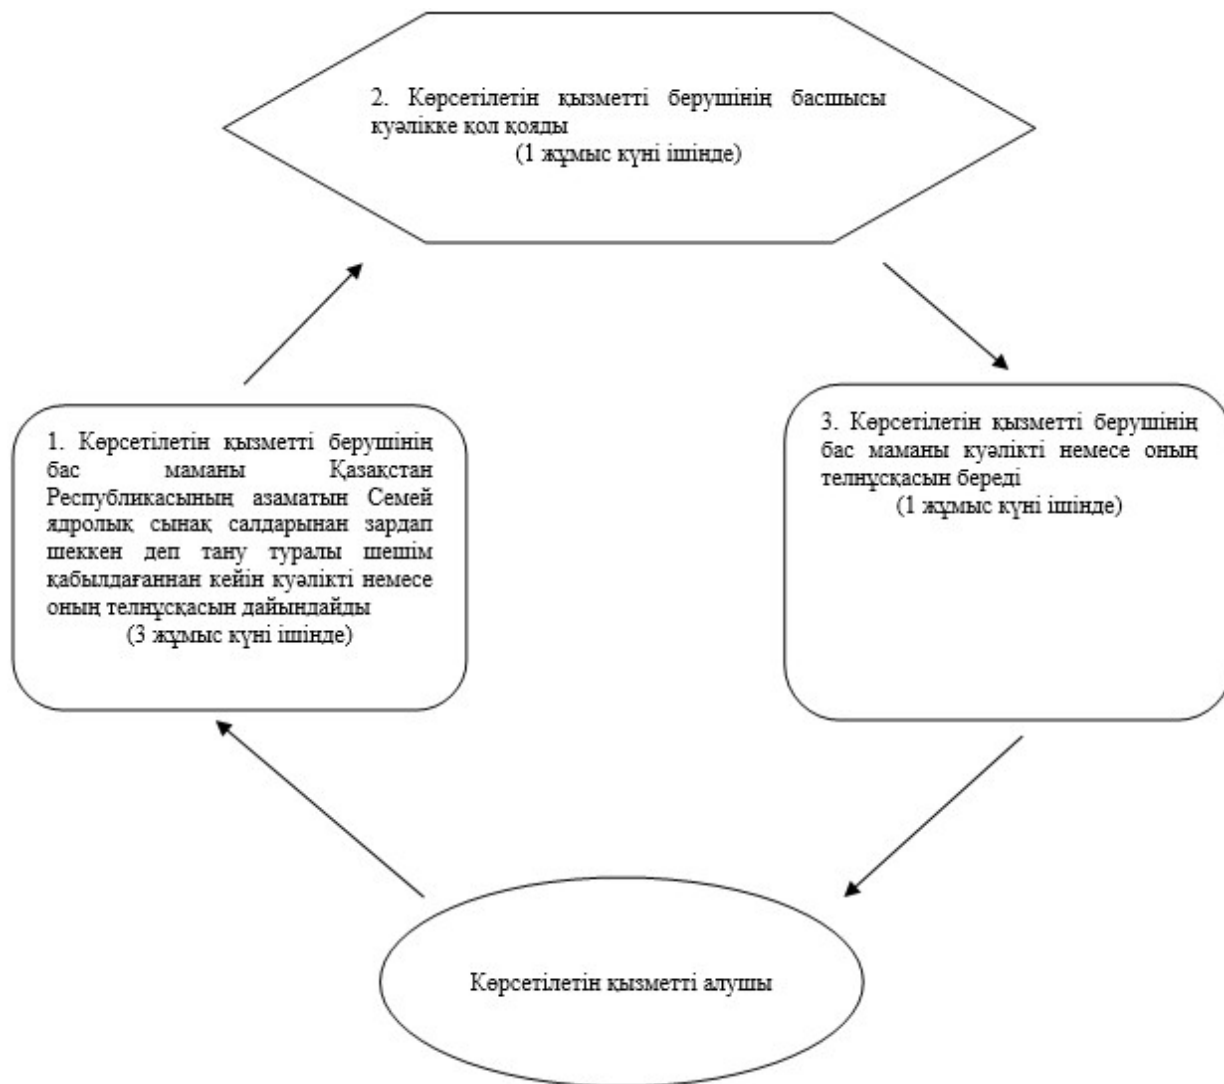 2. Көрсетілетін қызметті берушінің басшысы
куәлікке қол қояды
(1 жұмыс күні ішінде)
1. Көрсетілетін қызметті берушінің
бас маманы Қазақстан
Республикасының азаматын Семей
ядролық сынақ салдарынан зардап
шеккен деп тану туралы шешім
қабылдағаннан кейін куәлікті немесе
оның телнұсқасын дайындайды
(3 жұмыс күні ішінде)
3. Көрсетілетін қызметті берушінің
бас маманы куәлікті немесе оның
телнұсқасын береді
(1 жұмыс күні ішінде)
Көрсетілетін қызметті алушы